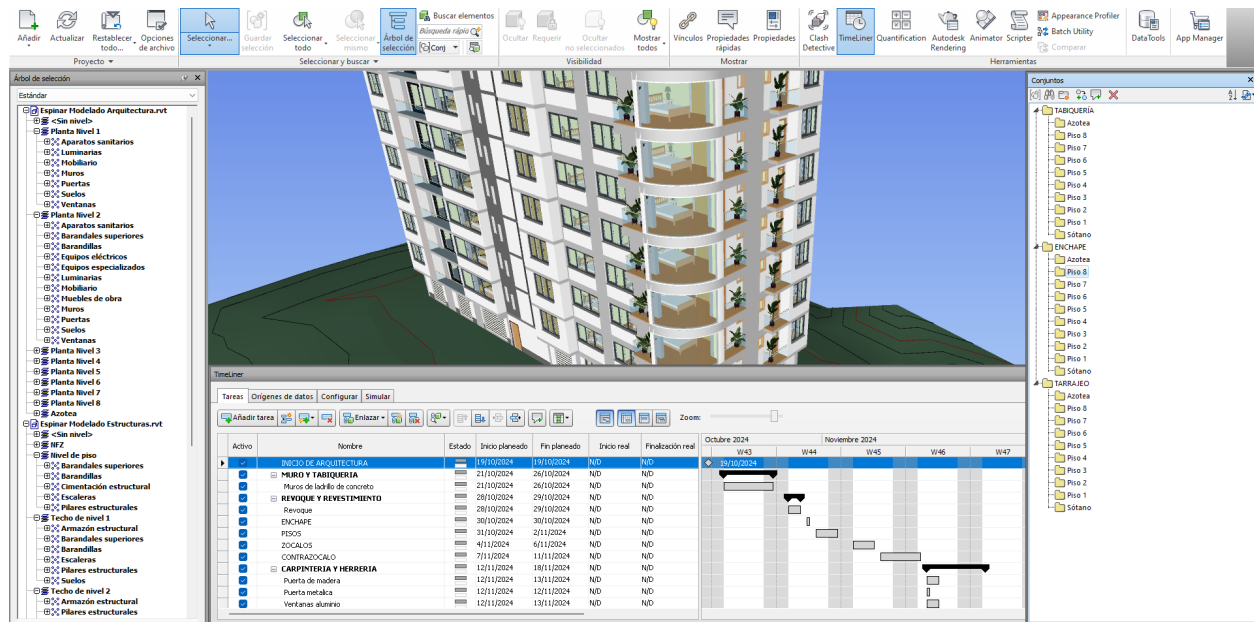 Añadir
Actualizar
Restablecer todo...
Opciones de archivo
Seleccionar...
Guardar selección
Seleccionar todo
Seleccionar mismo
Árbol de selección
Buscar elementos
Búsqueda rápida
Conj
Ocultar
Requerir
Ocultar no seleccionados
Mostrar todos
Vínculos
Propiedades rápidas
Propiedades
Clash Detective
TimeLiner
Quantification
Autodesk Rendering
Animator
Scripter
Appearance Profiler
Batch Utility
Comparar
DataTools
App Manager
Proyecto
Seleccionar y buscar
Visibilidad
Mostrar
Herramientas
Árbol de selección
Estándar
Espinar Modelado Arquitectura.rvt
<Sin nivel>
Planta Nivel 1
Aparatos sanitarios
Luminarias
Mobiliario
Muros
Puertas
Suelos
Ventanas
Planta Nivel 2
Aparatos sanitarios
Barandales superiores
Barandillas
Equipos eléctricos
Equipos especializados
Luminarias
Mobiliario
Muebles de obra
Muros
Puertas
Suelos
Ventanas
Planta Nivel 3
Planta Nivel 4
Planta Nivel 5
Planta Nivel 6
Planta Nivel 7
Planta Nivel 8
Azotea
Espinar Modelado Estructuras.rvt
<Sin nivel>
NFZ
Nivel de piso
Barandales superiores
Barandillas
Cimentación estructural
Escaleras
Pilares estructurales
Techo de nivel 1
Armazón estructural
Barandales superiores
Barandillas
Escaleras
Pilares estructurales
Suelos
Techo de nivel 2
Armazón estructural
Pilares estructurales
TimeLiner
Tareas Orígenes de datos Configurar Simular
Añadir tarea
Enlazar
Zoom:
Activo Nombre Estado Inicio planeado Fin planeado Inicio real Finalización real
Octubre 2024 Noviembre 2024
W43 W44 W45 W46 W47
INICIO DE ARQUITECTURA 19/10/2024 19/10/2024 N/D N/D 19/10/2024
MURO Y TABIQUERIA 21/10/2024 26/10/2024 N/D N/D
Muros de ladrillo de concreto 21/10/2024 26/10/2024 N/D N/D
REVOQUE Y REVESTIMIENTO 28/10/2024 29/10/2024 N/D N/D
Revoque 28/10/2024 29/10/2024 N/D N/D
ENCHAPE 30/10/2024 30/10/2024 N/D N/D
PISOS 31/10/2024 2/11/2024 N/D N/D
ZOCALOS 4/11/2024 6/11/2024 N/D N/D
CONTRAZOCALO 7/11/2024 11/11/2024 N/D N/D
CARPINTERIA Y HERRERIA 12/11/2024 18/11/2024 N/D N/D
Puerta de madera 12/11/2024 13/11/2024 N/D N/D
Puerta metalica 12/11/2024 12/11/2024 N/D N/D
Ventanas aluminio 12/11/2024 13/11/2024 N/D N/D
Conjuntos
TABIQUERÍA
Azotea
Piso 8
Piso 7
Piso 6
Piso 5
Piso 4
Piso 3
Piso 2
Piso 1
Sótano
ENCHAPE
Azotea
Piso 8
Piso 7
Piso 6
Piso 5
Piso 4
Piso 3
Piso 2
Piso 1
Sótano
TARRAJEO
Azotea
Piso 8
Piso 7
Piso 6
Piso 5
Piso 4
Piso 3
Piso 2
Piso 1
Sótano